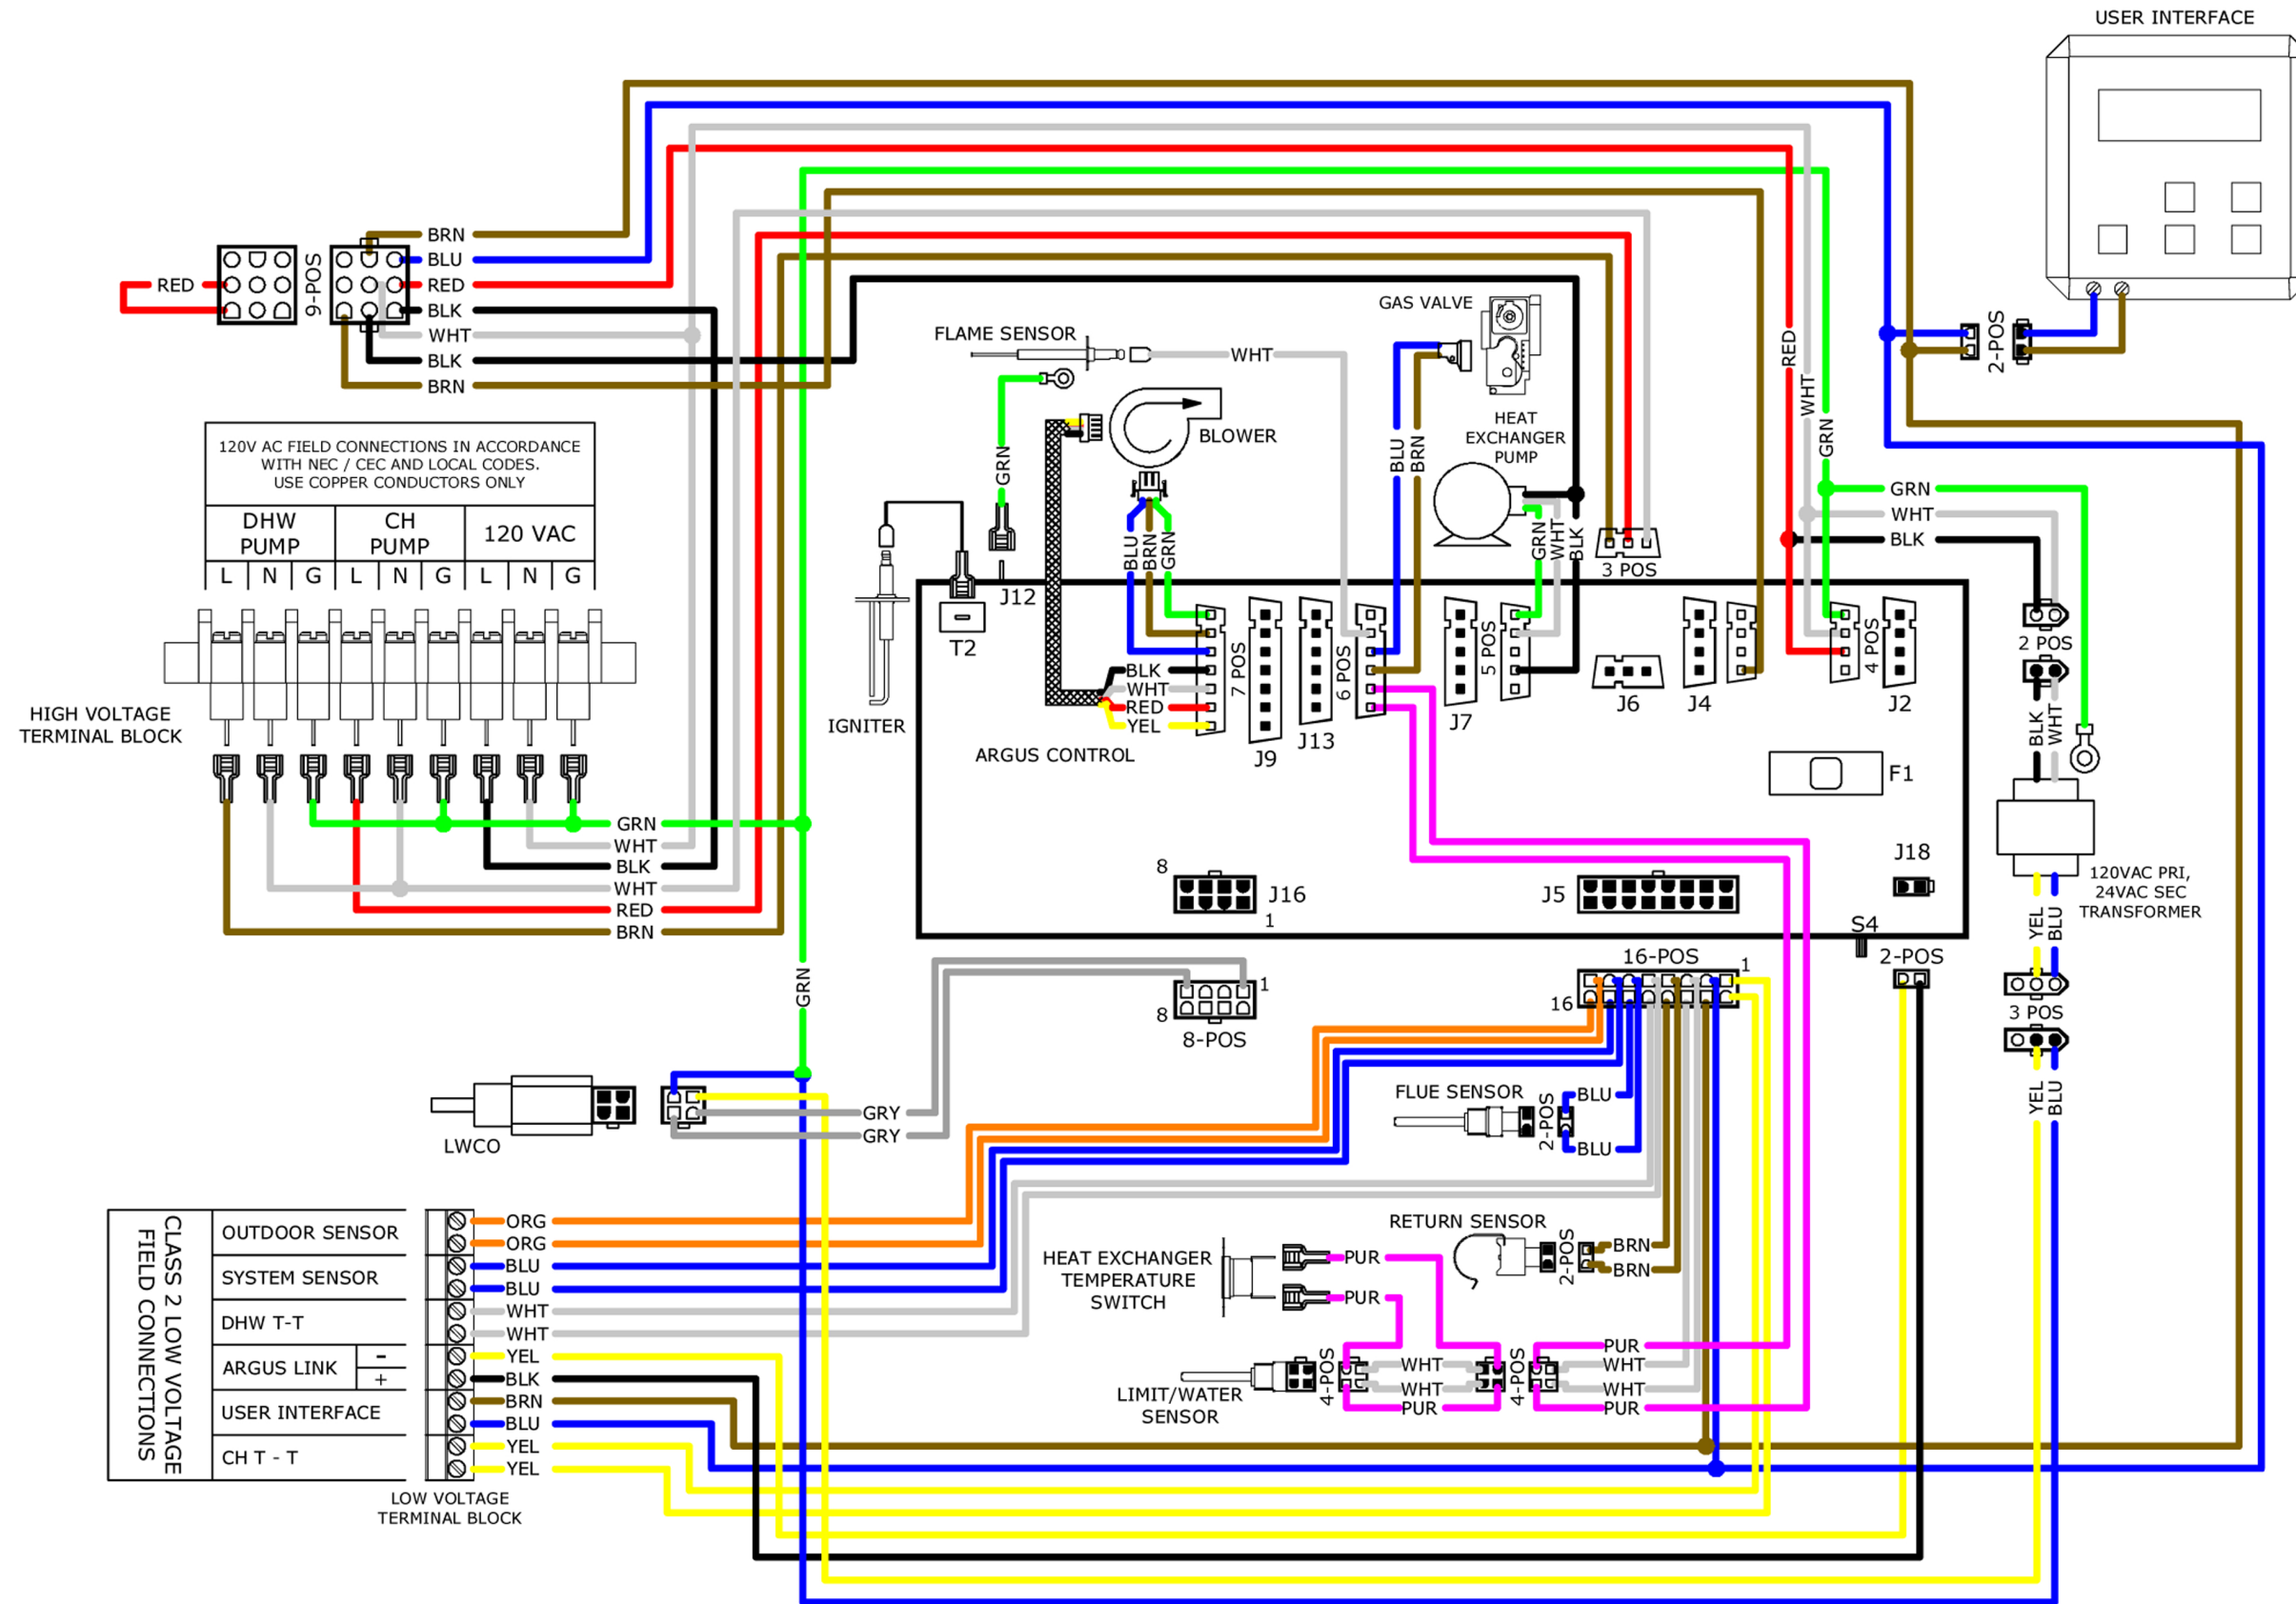 USER INTERFACE
BRN
BLU
RED
RED
BLK
WHT
BLK
BRN
9-POS
2-POS
GAS VALVE
FLAME SENSOR
WHT
RED
WHT
GRN
BLOWER
HEAT
EXCHANGER
PUMP
GRN
BLU
BRN
120V AC FIELD CONNECTIONS IN ACCORDANCE
WITH NEC / CEC AND LOCAL CODES.
USE COPPER CONDUCTORS ONLY
DHW
PUMP
CH
PUMP
120 VAC
L N G L N G L N G
GRN
WHT
BLK
BLU
BRN
GRN
GRN
WHT
BLK
3 POS
J12
T2
2 POS
HIGH VOLTAGE
TERMINAL BLOCK
IGNITER
BLK
WHT
RED
YEL
7 POS
J9
J13
6 POS
J7
5 POS
J6
J4
4 POS
J2
BLK
WHT
ARGUS CONTROL
F1
GRN
WHT
BLK
WHT
RED
BRN
8
J16
1
J5
J18
S4
120VAC PRI,
24VAC SEC
TRANSFORMER
YEL
BLU
GRN
16-POS
1
16
2-POS
1
8
8-POS
3 POS
YEL
BLU
LWCO
GRY
GRY
FLUE SENSOR
2-POS
BLU
BLU
CLASS 2 LOW VOLTAGE
FIELD CONNECTIONS
OUTDOOR SENSOR
SYSTEM SENSOR
DHW T-T
ARGUS LINK
-
+
USER INTERFACE
CH T - T
ORG
ORG
BLU
BLU
WHT
WHT
YEL
BLK
BRN
BLU
YEL
YEL
LOW VOLTAGE
TERMINAL BLOCK
RETURN SENSOR
2-POS
BRN
BRN
HEAT EXCHANGER
TEMPERATURE
SWITCH
PUR
PUR
LIMIT/WATER
SENSOR
4-POS
WHT
WHT
PUR
4-POS
PUR
WHT
WHT
PUR